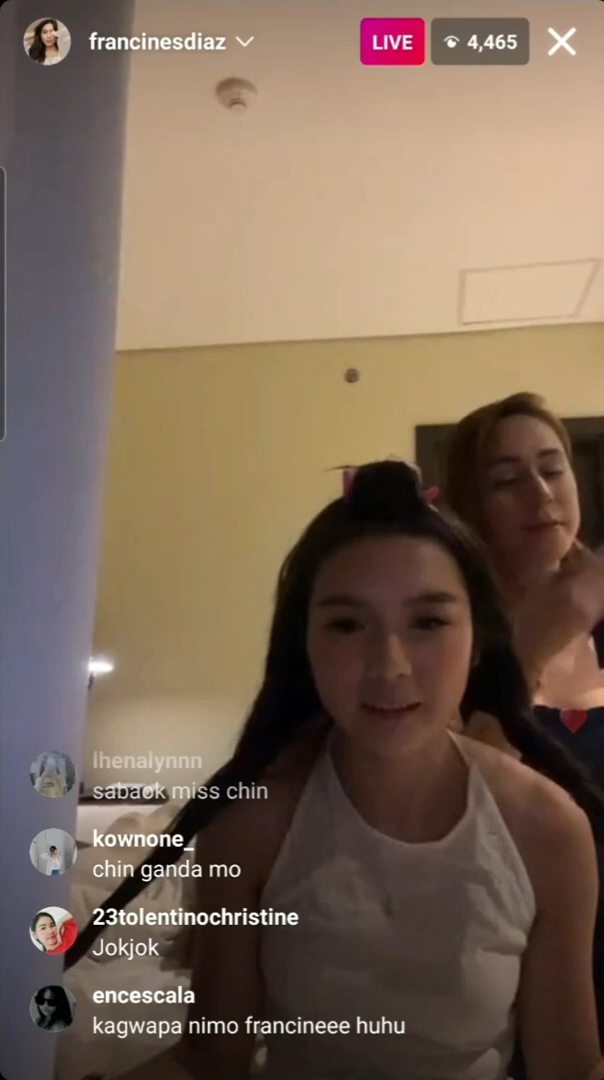 francinesdiaz
LIVE
4,465
lhenalynnn
sabaok miss chin
kownone_
chin ganda mo
23tolentinochristine
Jokjok
encescala
kagwapa nimo francineee huhu